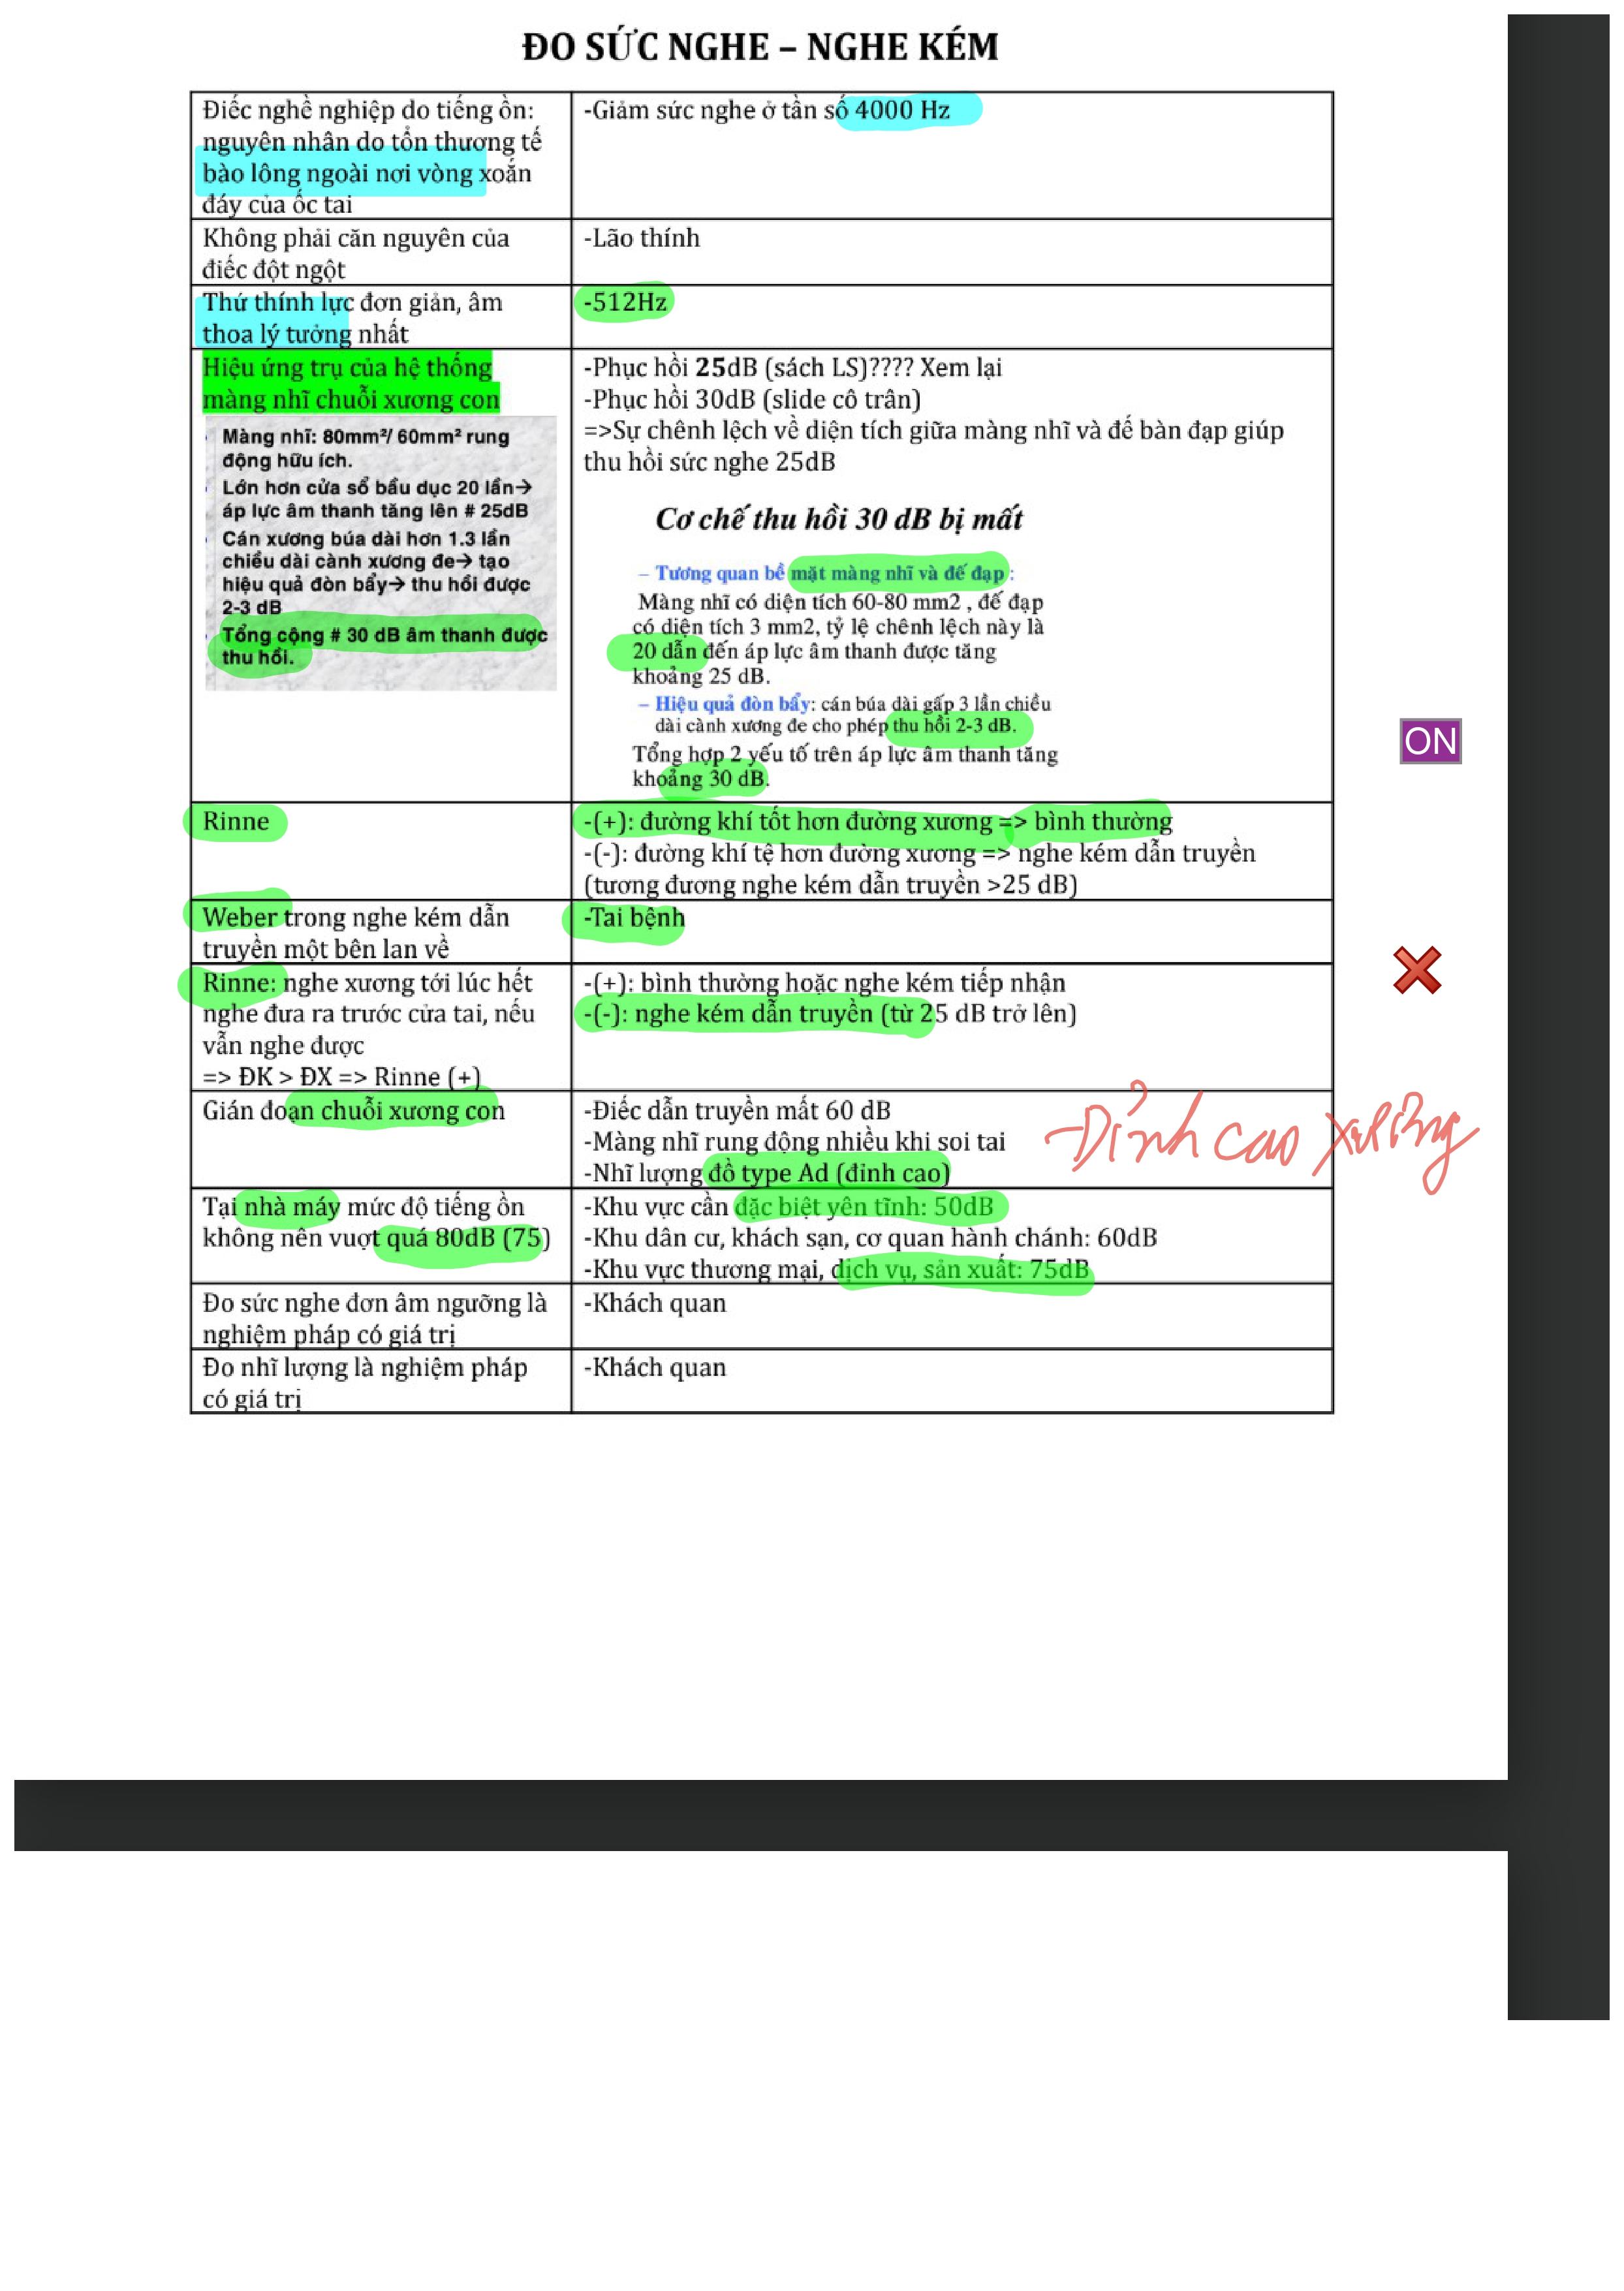 ĐO SỨC NGHE – NGHE KÉM
Điếc nghề nghiệp do tiếng ồn:
nguyên nhân do tổn thương tế
bào lông ngoài nơi vòng xoắn
đáy của ốc tai
-Giảm sức nghe ở tần số 4000 Hz
Không phải căn nguyên của
điếc đột ngột
-Lão thính
Thử thính lực đơn giản, âm
thoa lý tưởng nhất
-512Hz
Hiệu ứng trụ của hệ thống
màng nhĩ chuỗi xương con
Màng nhĩ: 80mm²/ 60mm² rung
động hữu ích.
Lớn hơn cửa sổ bầu dục 20 lần→
áp lực âm thanh tăng lên # 25dB
Cán xương búa dài hơn 1.3 lần
chiều dài cành xương đe→ tạo
hiệu quả đòn bẩy→ thu hồi được
2-3 dB
Tổng cộng # 30 dB âm thanh được
thu hồi.
-Phục hồi 25dB (sách LS)???? Xem lại
-Phục hồi 30dB (slide cô trân)
=>Sự chênh lệch về diện tích giữa màng nhĩ và đế bàn đạp giúp
thu hồi sức nghe 25dB
Cơ chế thu hồi 30 dB bị mất
– Tương quan bề mặt màng nhĩ và đế đạp :
Màng nhĩ có diện tích 60-80 mm2 , đế đạp
có diện tích 3 mm2, tỷ lệ chênh lệch này là
20 dẫn đến áp lực âm thanh được tăng
khoảng 25 dB.
– Hiệu quả đòn bẩy: cán búa dài gấp 3 lần chiều
dài cành xương đe cho phép thu hồi 2-3 dB.
Tổng hợp 2 yếu tố trên áp lực âm thanh tăng
khoảng 30 dB.
ON
Rinne
-(+): đường khí tốt hơn đường xương => bình thường
-(-): đường khí tệ hơn đường xương => nghe kém dẫn truyền
(tương đương nghe kém dẫn truyền >25 dB)
Weber trong nghe kém dẫn
truyền một bên lan về
-Tai bệnh
Rinne: nghe xương tới lúc hết
nghe đưa ra trước cửa tai, nếu
vẫn nghe được
=> ĐK > ĐX => Rinne (+)
-(+): bình thường hoặc nghe kém tiếp nhận
-(-): nghe kém dẫn truyền (từ 25 dB trở lên)
Gián đoạn chuỗi xương con
-Điếc dẫn truyền mất 60 dB
-Màng nhĩ rung động nhiều khi soi tai
-Nhĩ lượng đồ type Ad (đỉnh cao)
-Đỉnh cao xương
Tại nhà máy mức độ tiếng ồn
không nên vượt quá 80dB (75)
-Khu vực cần đặc biệt yên tĩnh: 50dB
-Khu dân cư, khách sạn, cơ quan hành chánh: 60dB
-Khu vực thương mại, dịch vụ, sản xuất: 75dB
Đo sức nghe đơn âm ngưỡng là
nghiệm pháp có giá trị
-Khách quan
Đo nhĩ lượng là nghiệm pháp
có giá trị
-Khách quan